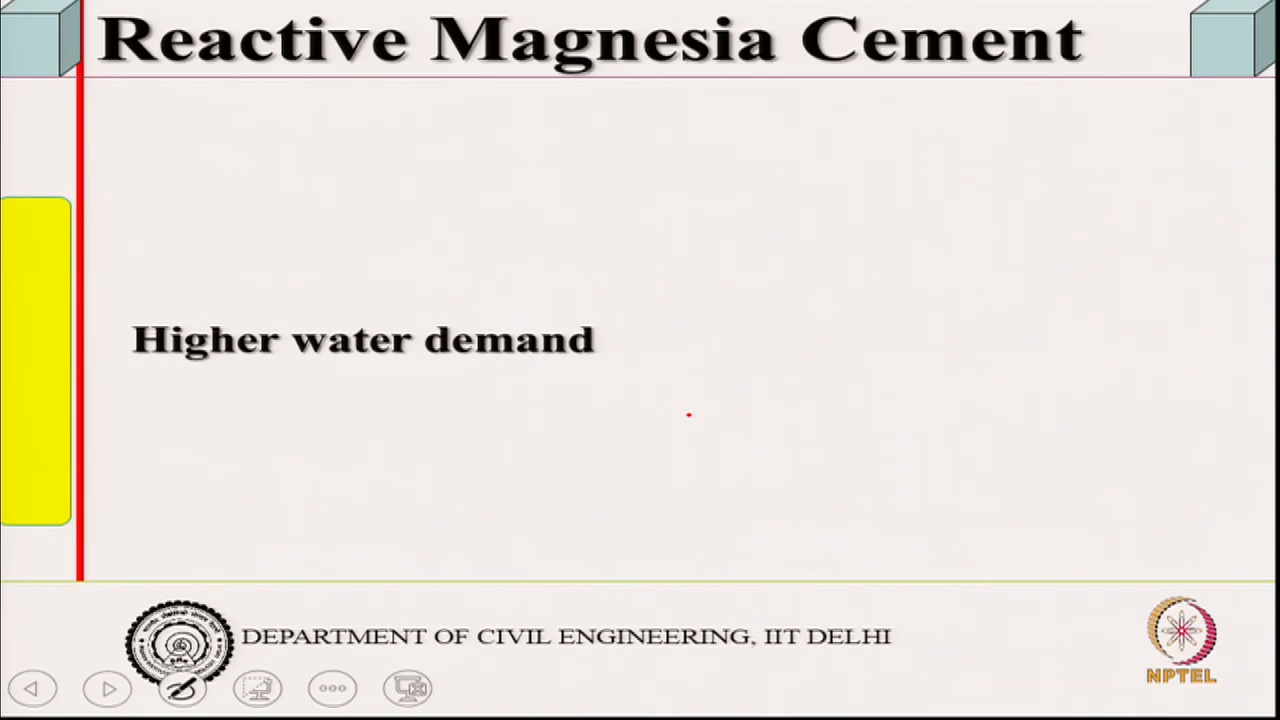 Reactive Magnesia Cement
Higher water demand
DEPARTMENT OF CIVIL ENGINEERING, IIT DELHI
NPTEL